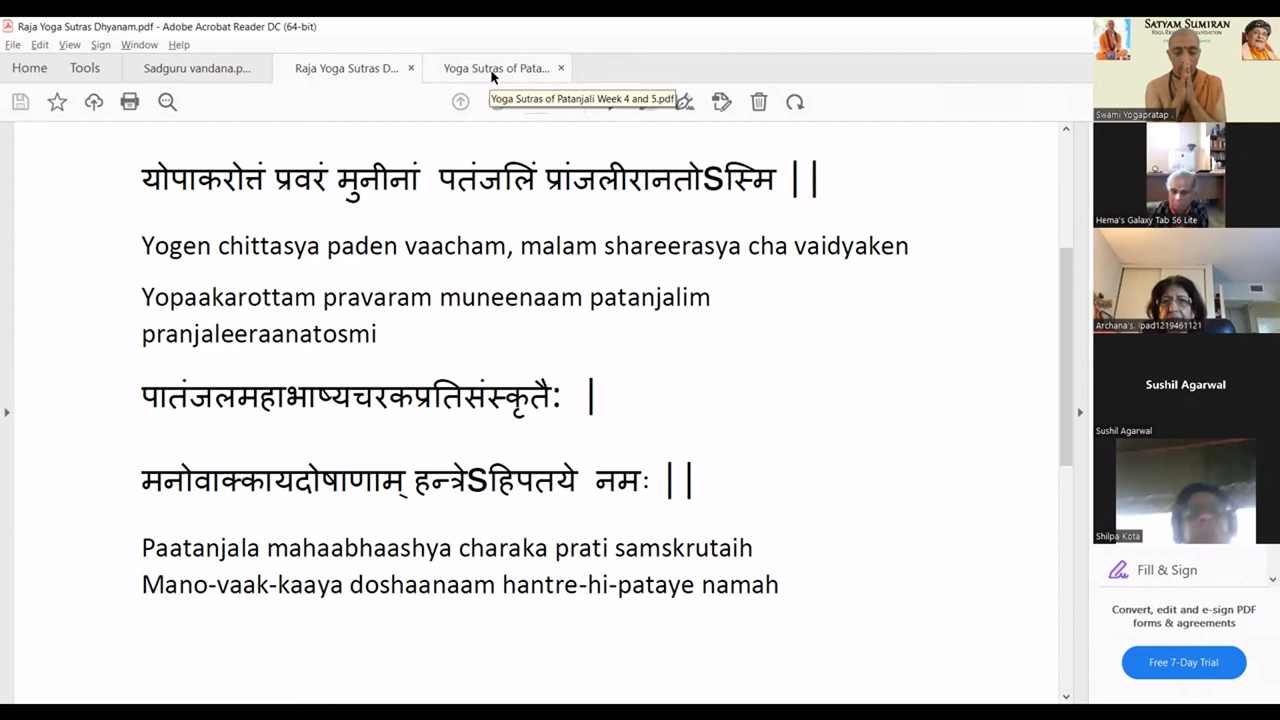 Raja Yoga Sutras Dhyanam.pdf - Adobe Acrobat Reader DC (64-bit)
File Edit View Sign Window Help
Home Tools Sadguru vandana.p... Raja Yoga Sutras D... × Yoga Sutras of Pata... ×
Yoga Sutras of Patanjali Week 4 and 5.pdf
योपाकरोत्तं प्रवरं मुनीनां पतंजलिं प्रांजलीरानतोSस्मि ||
Yogen chittasya paden vaacham, malam shareerasya cha vaidyaken
Yopaakarottam pravaram muneenaam patanjalim
pranjaleeraanatosmi
पातंजलमहाभाष्यचरकप्रतिसंस्कृतै: |
मनोवाक्कायदोषाणाम् हन्त्रेSहिपतये नमः ||
Paatanjala mahaabhaashya charaka prati samskrutaih
Mano-vaak-kaaya doshaanaam hantre-hi-pataye namah
SATYAM SUMIRAN
Swami Yogapratap .
Hema's Galaxy Tab S6 Lite
Archana's. Ipad1219461121
Sushil Agarwal
Sushil Agarwal
Shilpa Kota
Fill & Sign
Convert, edit and e-sign PDF
forms & agreements
Free 7-Day Trial